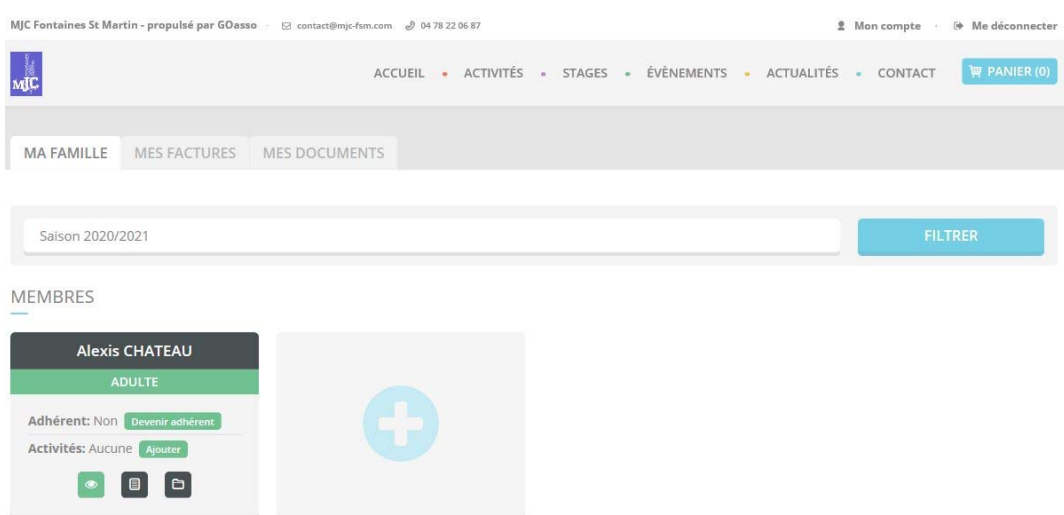 MJC Fontaines St Martin - propulsé par GOasso · contact@mjc-fsm.com 04 78 22 06 87 Mon compte · Me déconnecter
MJC ACCUEIL • ACTIVITÉS • STAGES • ÉVÈNEMENTS • ACTUALITÉS • CONTACT PANIER (0)
MA FAMILLE MES FACTURES MES DOCUMENTS
Saison 2020/2021 FILTRER
MEMBRES
Alexis CHATEAU
ADULTE
Adhérent: Non Devenir adhérent
Activités: Aucune Ajouter